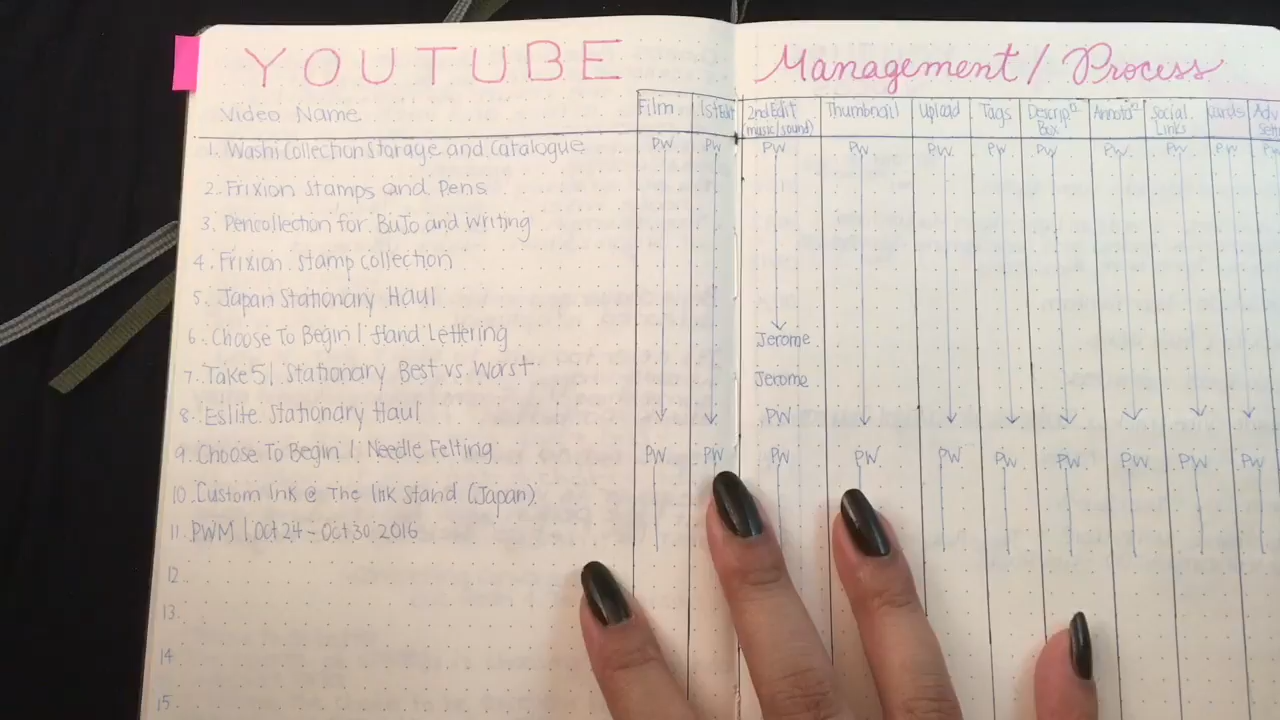 YOUTUBE Management / Process
Video Name Film 1st Edit 2nd Edit (music/sound) Thumbnail Upload Tags Descripᵗⁿ Box Annotaᵗⁿ Social Links Cards Adv
1. Washi Collection Storage and Catalogue PW PW PW PW PW PW PW PW PW PW PW
2. Frixion Stamps and Pens
3. Pen collection for BuJo and Writing
4. Frixion Stamp collection
5. Japan Stationary Haul
6. Choose To Begin | Hand Lettering Jerome
7. Take 5 | Stationary Best vs. Worst Jerome
8. Eslite Stationary Haul PW
9. Choose To Begin | Needle Felting PW PW PW PW PW PW PW PW PW PW
10. Custom Ink @ The Ink Stand (Japan)
11. PWM | Oct 24 - Oct 30 2016
12.
13.
14
15.